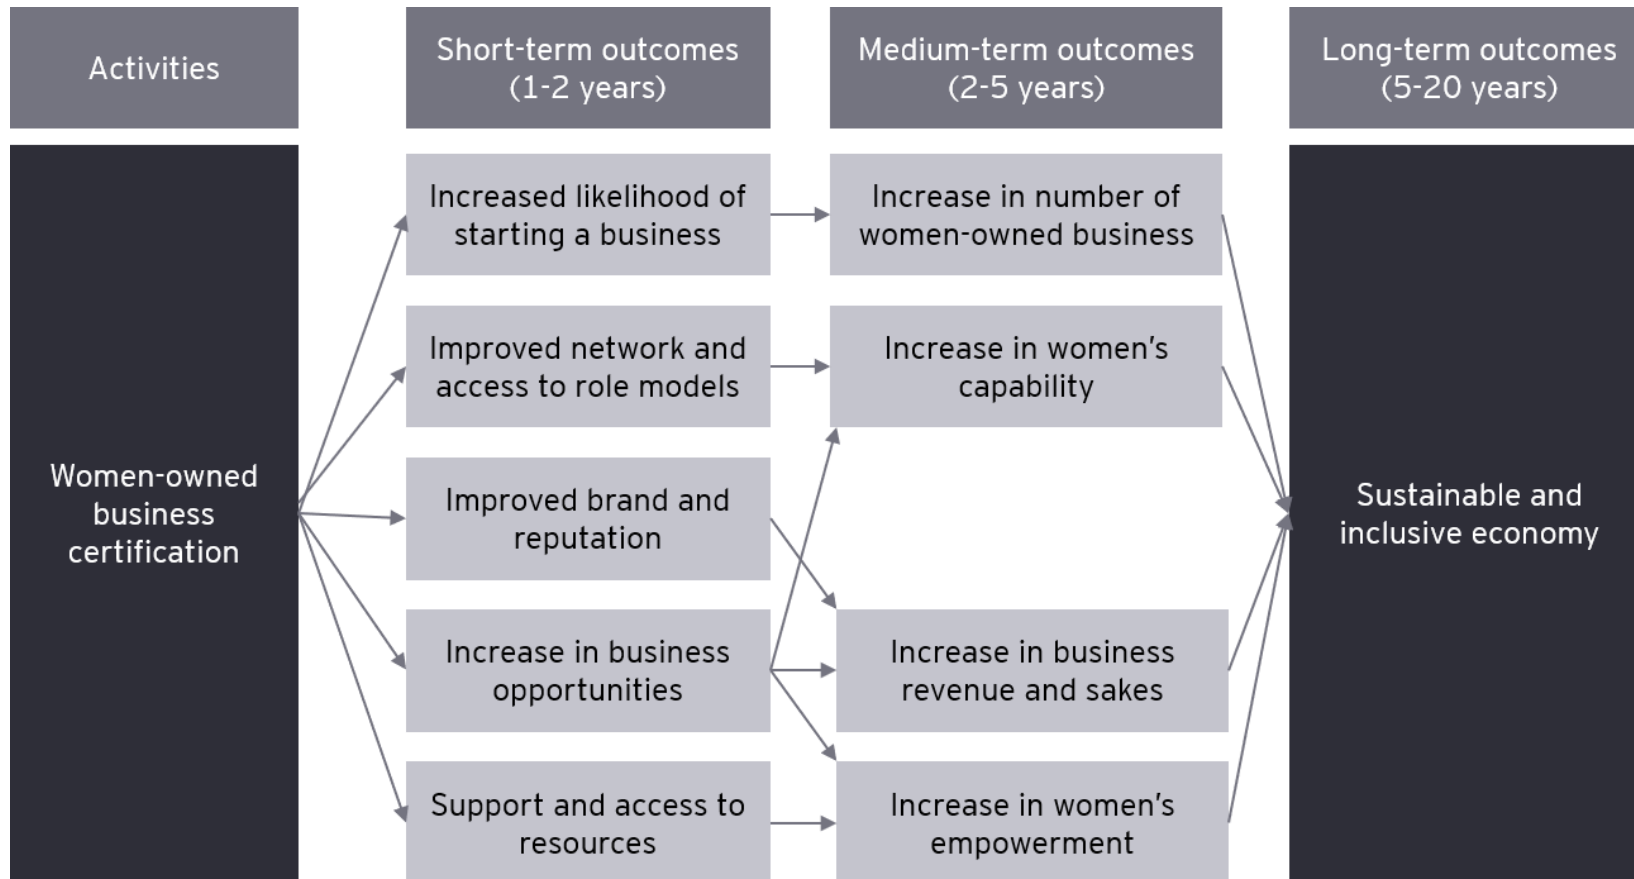 Activities
Short-term outcomes
(1-2 years)
Medium-term outcomes
(2-5 years)
Long-term outcomes
(5-20 years)
Women-owned
business
certification
Increased likelihood of
starting a business
Improved network and
access to role models
Improved brand and
reputation
Increase in business
opportunities
Support and access to
resources
Increase in number of
women-owned business
Increase in women's
capability
Increase in business
revenue and sakes
Increase in women's
empowerment
Sustainable and
inclusive economy